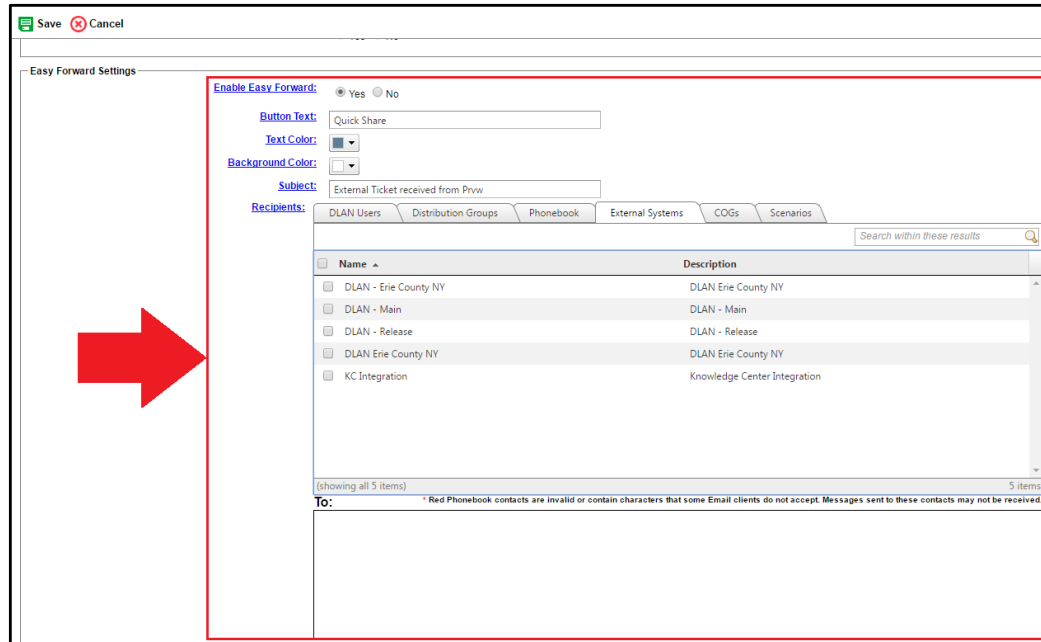 Save Cancel
Easy Forward Settings
Enable Easy Forward: Yes No
Button Text: Quick Share
Text Color:
Background Color:
Subject: External Ticket received from Prvw
Recipients: DLAN Users Distribution Groups Phonebook External Systems COGs Scenarios
Search within these results
Name Description
DLAN - Erie County NY DLAN Erie County NY
DLAN - Main DLAN - Main
DLAN - Release DLAN - Release
DLAN Erie County NY DLAN Erie County NY
KC Integration Knowledge Center Integration
(showing all 5 items) 5 items
To: * Red Phonebook contacts are invalid or contain characters that some Email clients do not accept. Messages sent to these contacts may not be received.